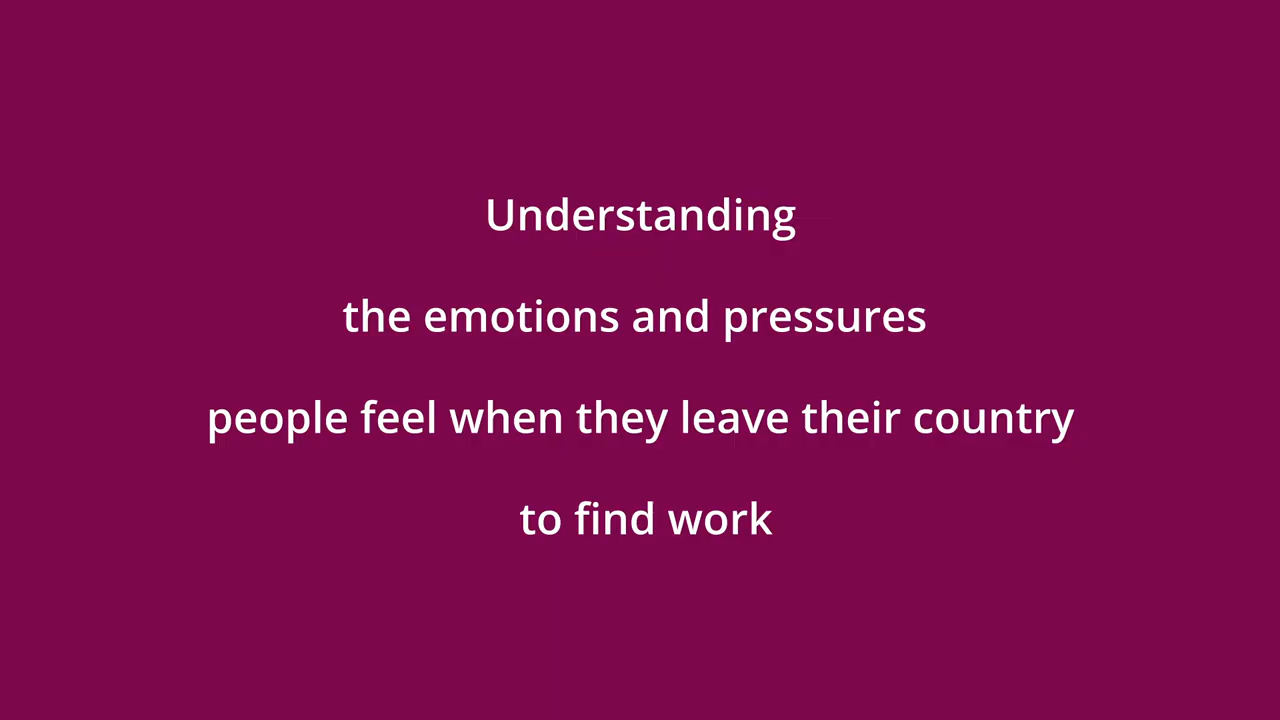 Understanding
the emotions and pressures
people feel when they leave their country
to find work